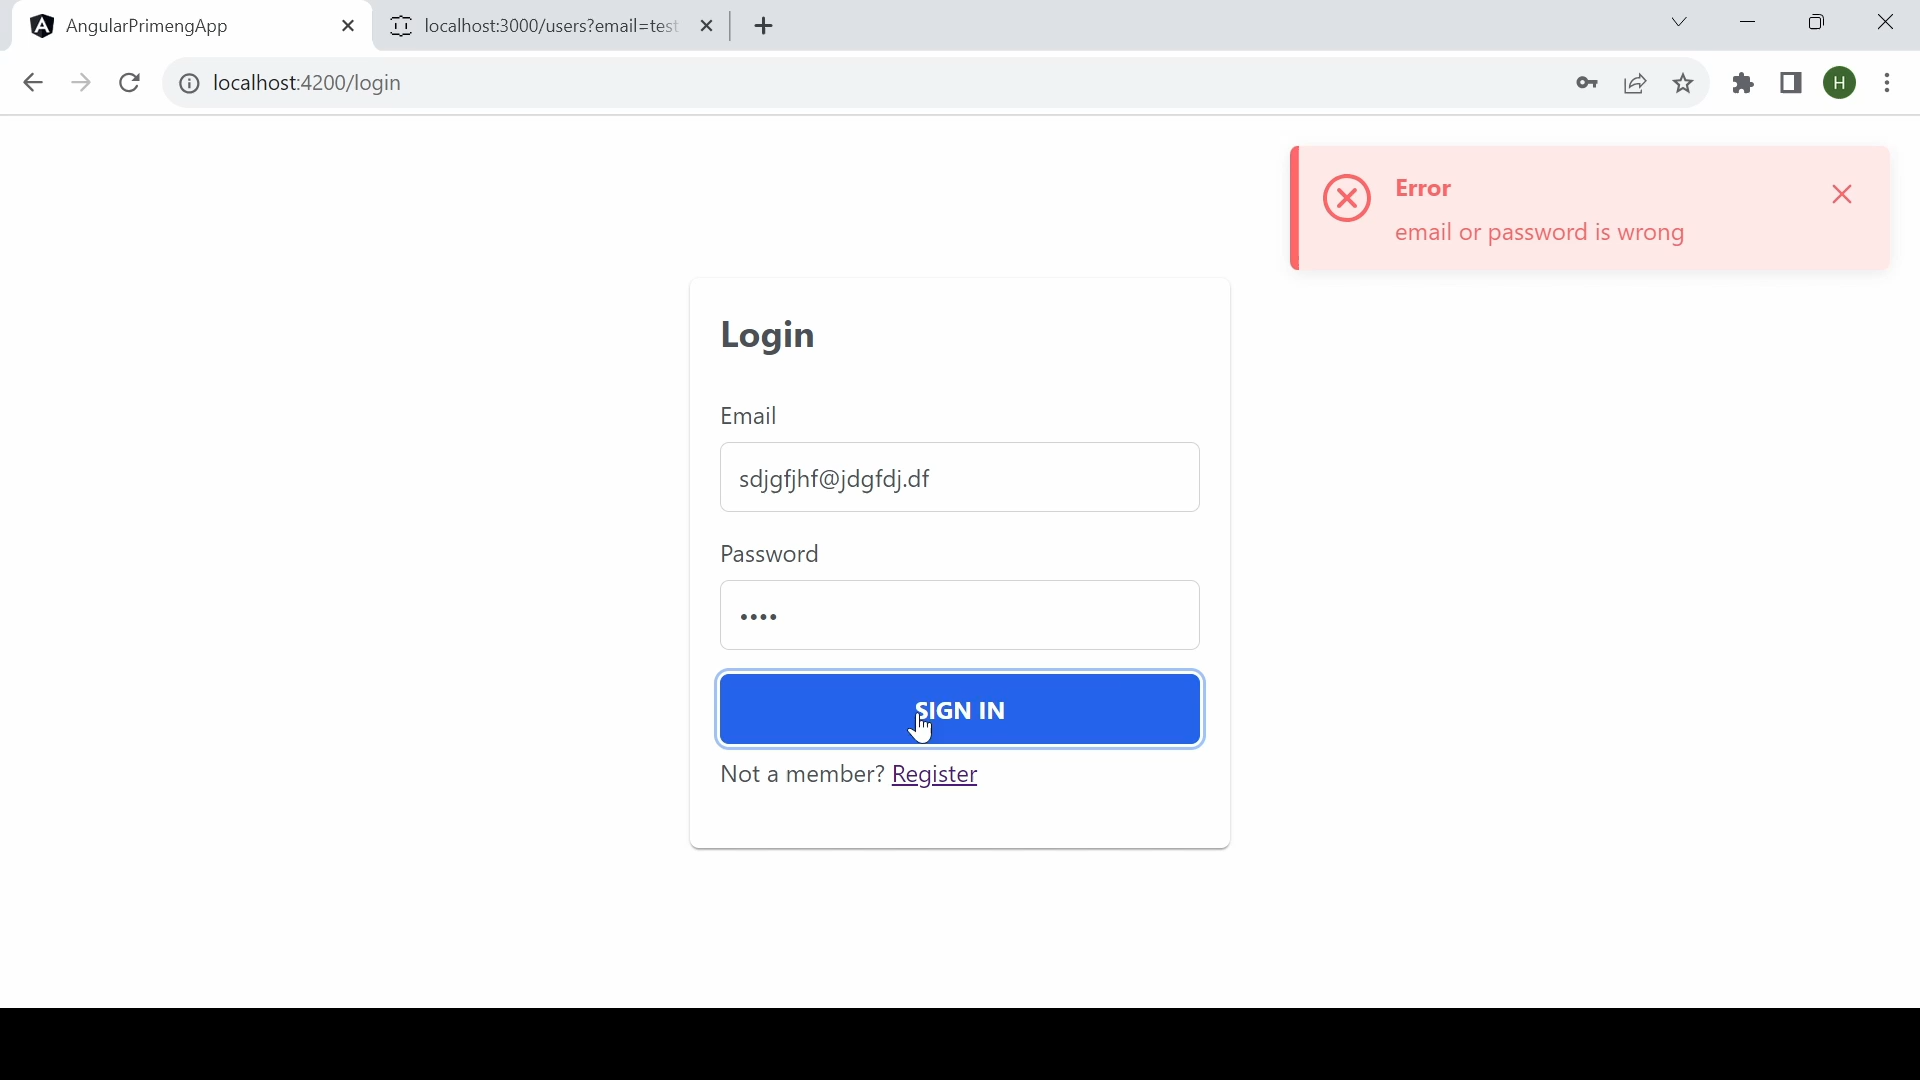 AngularPrimengApp
localhost:3000/users?email=test
localhost:4200/login
H
Error
email or password is wrong
Login
Email
sdjgfjhf@jdgfdj.df
Password
••••
SIGN IN
Not a member? Register